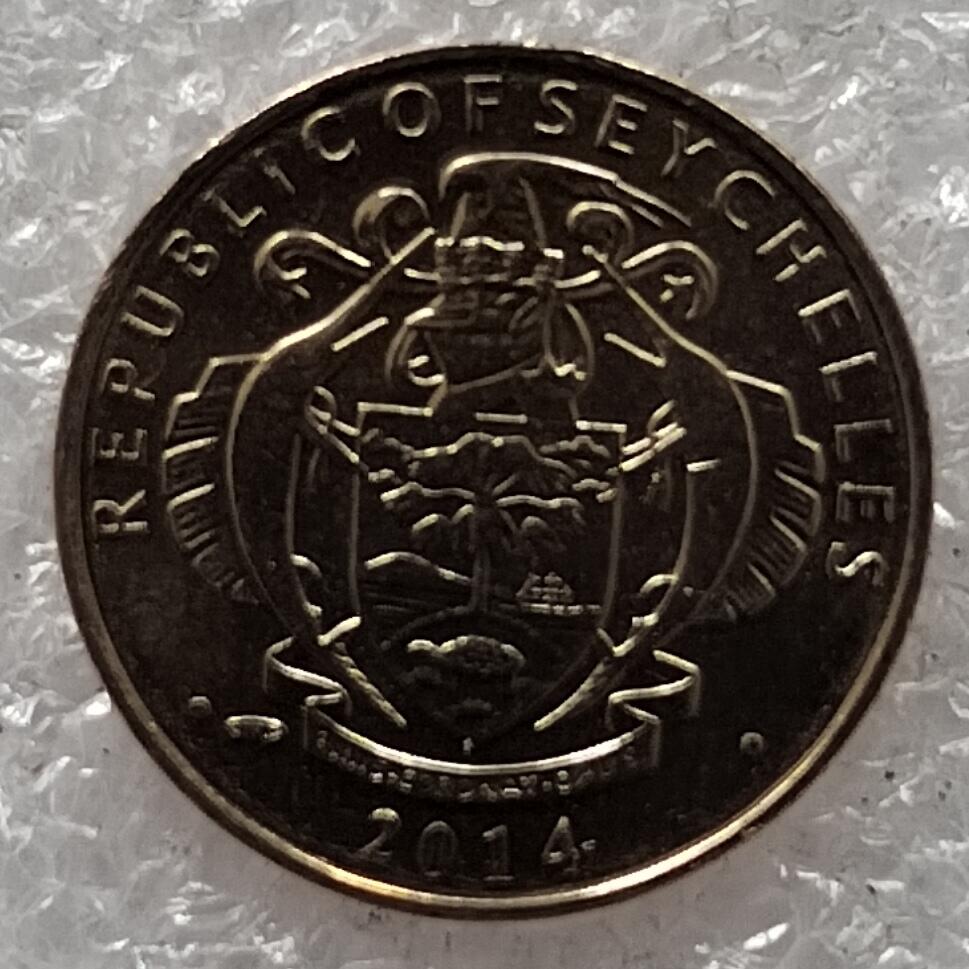 REPUBLIC OF SEYCHELLES
2014